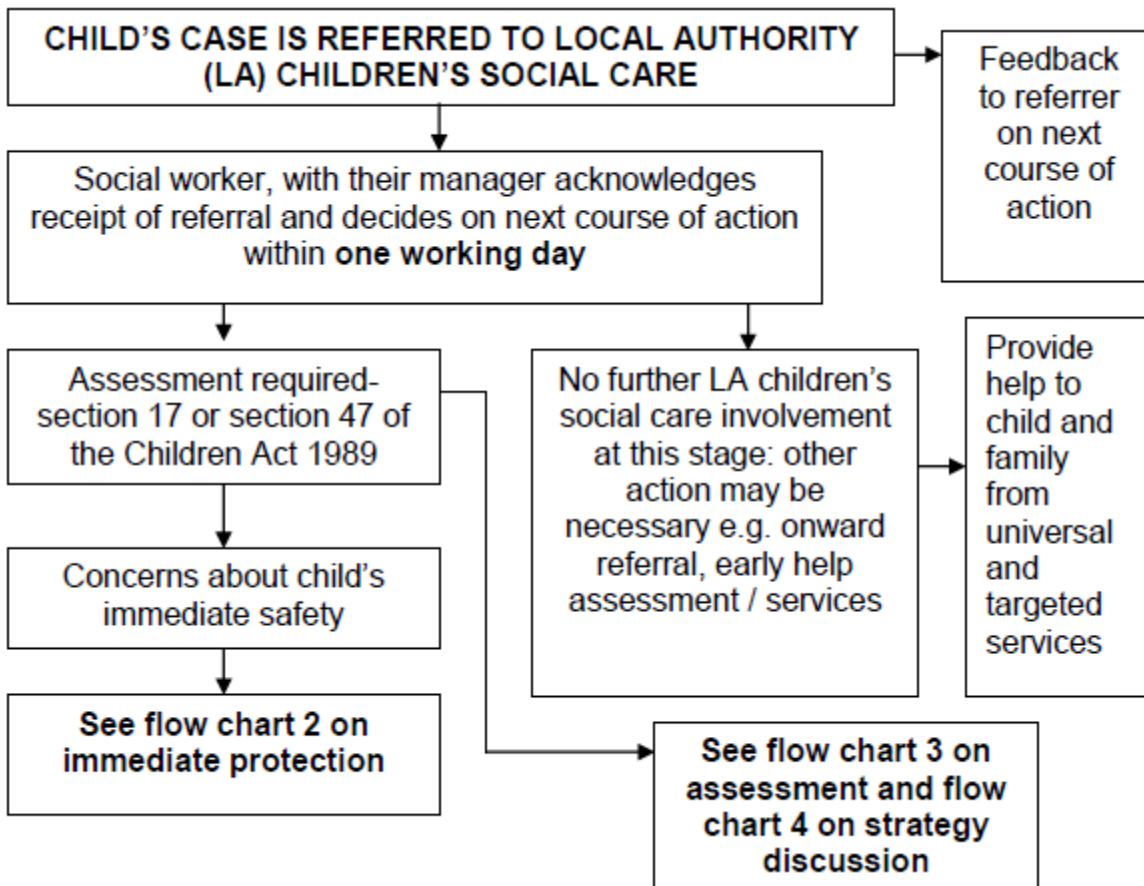 CHILD'S CASE IS REFERRED TO LOCAL AUTHORITY
(LA) CHILDREN'S SOCIAL CARE
Feedback
to referrer
on next
course of
action
Social worker, with their manager acknowledges
receipt of referral and decides on next course of action
within one working day
Assessment required-
section 17 or section 47 of
the Children Act 1989
No further LA children's
social care involvement
at this stage: other
action may be
necessary e.g. onward
referral, early help
assessment / services
Provide
help to
child and
family
from
universal
and
targeted
services
Concerns about child's
immediate safety
See flow chart 2 on
immediate protection
See flow chart 3 on
assessment and flow
chart 4 on strategy
discussion